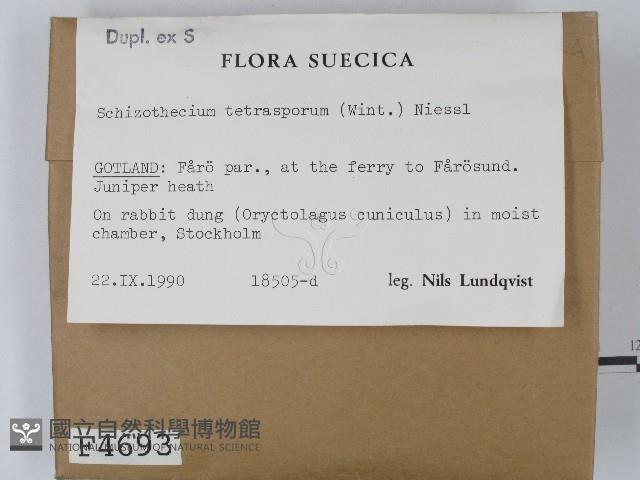 Dupl. ex S
FLORA SUECICA
Schizothecium tetrasporum (Wint.) Niessl
GOTLAND: Fårö par., at the ferry to Fårösund.
Juniper heath
On rabbit dung (Oryctolagus cuniculus) in moist
chamber, Stockholm
22.IX.1990 18505-d leg. Nils Lundqvist
12
國立自然科學博物館
NATIONAL MUSEUM OF NATURAL SCIENCE
F4693